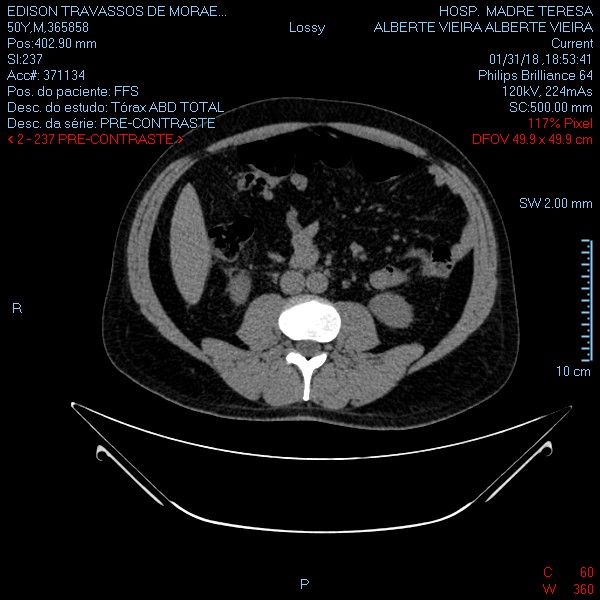 EDISON TRAVASSOS DE MORAE...
50Y,M,365858
Pos:402.90 mm
Sl:237
Acc#: 371134
Pos. do paciente: FFS
Desc. do estudo: Tórax ABD TOTAL
Desc. da série: PRE-CONTRASTE
< 2 - 237 PRE-CONTRASTE >
Lossy
HOSP. MADRE TERESA
ALBERTE VIEIRA ALBERTE VIEIRA
Current
01/31/18 ,18:53:41
Philips Brilliance 64
120kV, 224mAs
SC:500.00 mm
117% Pixel
DFOV 49.9 x 49.9 cm
SW 2.00 mm
R
10 cm
P
C 60
W 360